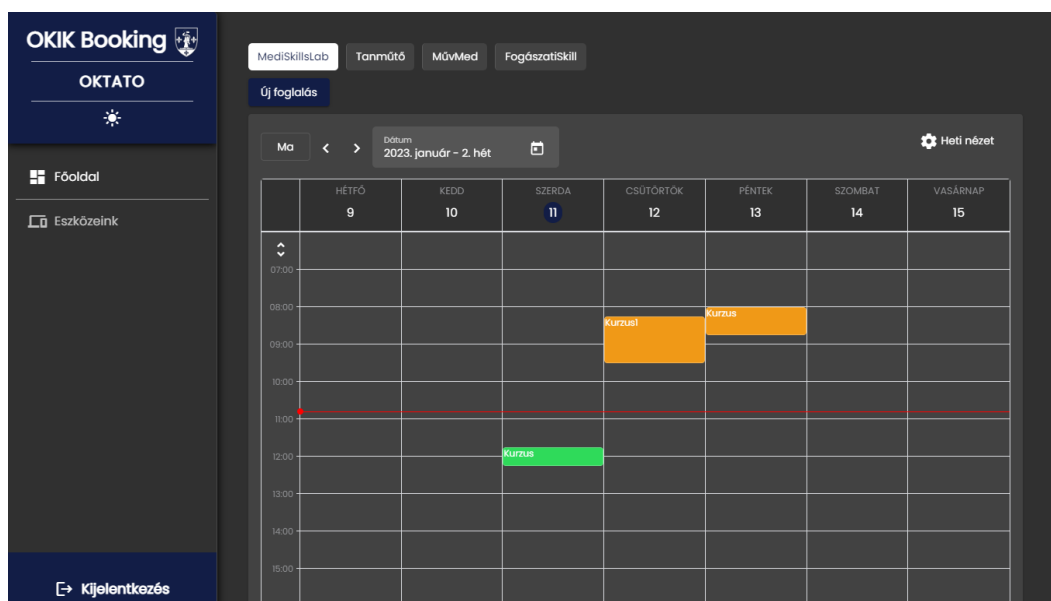 OKIK Booking
OKTATO
Főoldal
Eszközeink
Kijelentkezés
MediSkillsLab Tanműtő MűvMed FogászatiSkill
Új foglalás
Ma
Dátum
2023. január - 2. hét
Heti nézet
HÉTFŐ KEDD SZERDA CSÜTÖRTÖK PÉNTEK SZOMBAT VASÁRNAP
9 10 11 12 13 14 15
07:00
08:00
Kurzus
Kurzus1
09:00
10:00
11:00
Kurzus
12:00
13:00
14:00
15:00